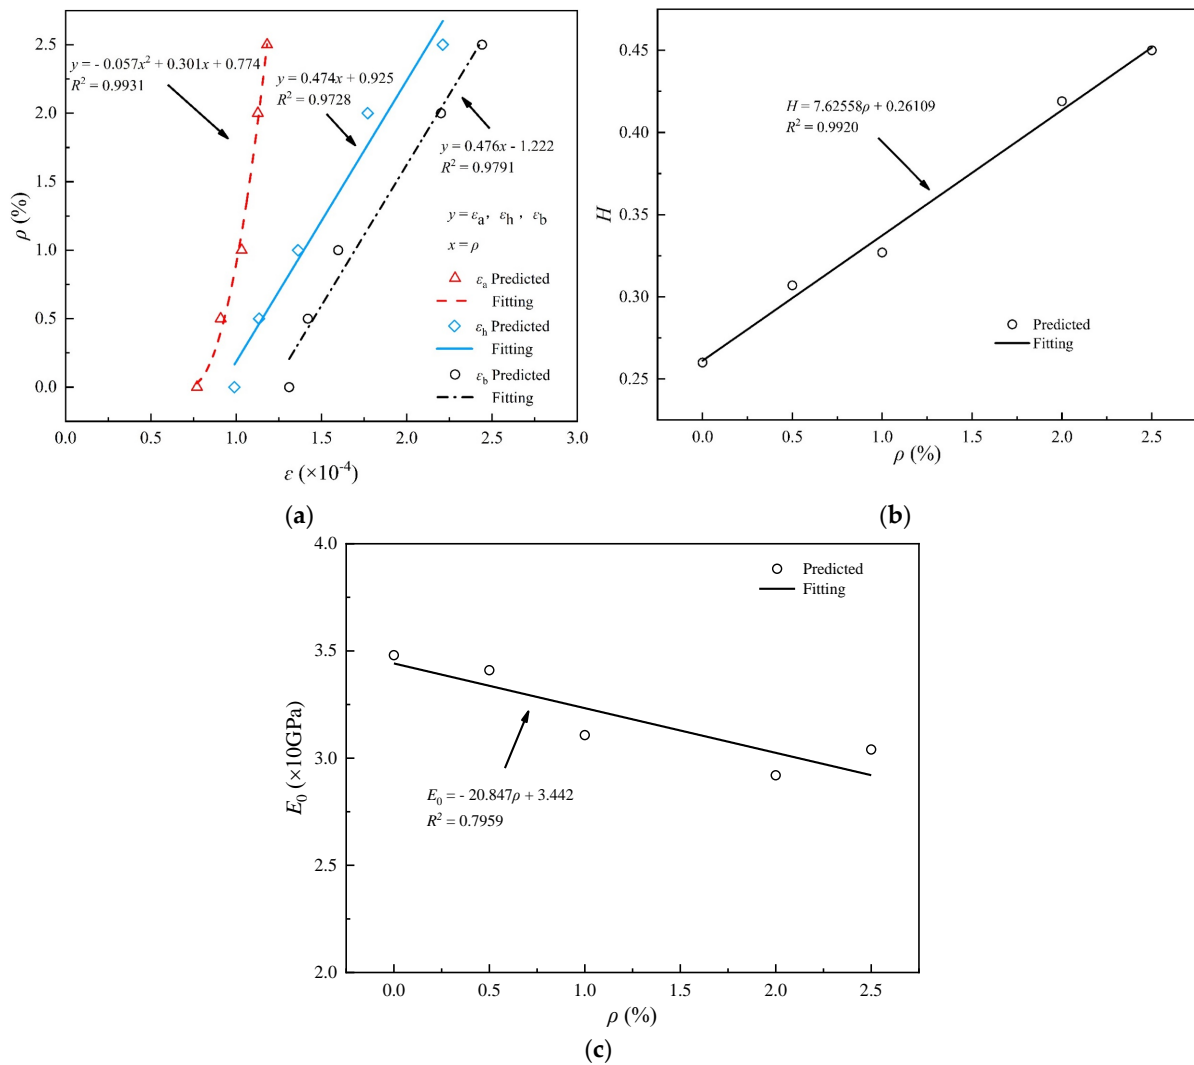 2.5
2.0
1.5
1.0
0.5
0.0
ρ (%)
y = - 0.057x² + 0.301x + 0.774
R² = 0.9931
y = 0.474x + 0.925
R² = 0.9728
y = 0.476x - 1.222
R² = 0.9791
y = εa, εh, εb
x = ρ
εa Predicted
Fitting
εh Predicted
Fitting
εb Predicted
Fitting
0.0 0.5 1.0 1.5 2.0 2.5 3.0
ε (×10⁻⁴)
(a)
0.45
0.40
0.35
0.30
0.25
H
H = 7.62558ρ + 0.26109
R² = 0.9920
Predicted
Fitting
0.0 0.5 1.0 1.5 2.0 2.5
ρ (%)
(b)
4.0
3.5
3.0
2.5
2.0
E₀ (×10GPa)
Predicted
Fitting
E₀ = - 20.847ρ + 3.442
R² = 0.7959
0.0 0.5 1.0 1.5 2.0 2.5
ρ (%)
(c)